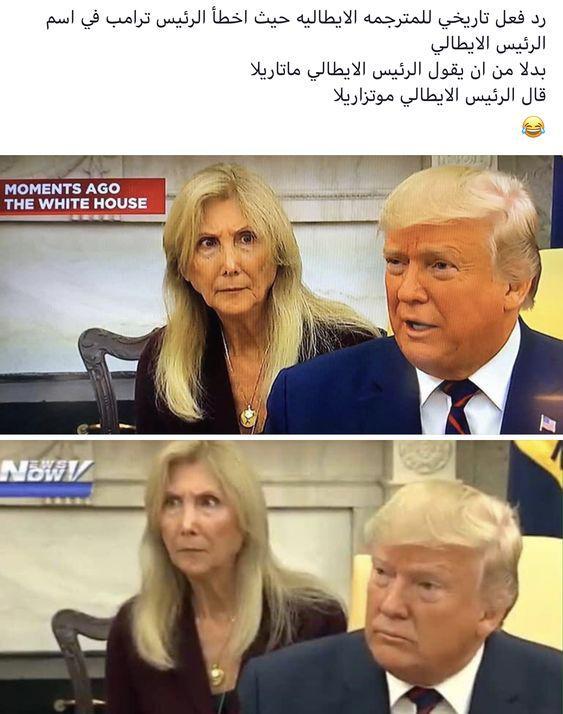 رد فعل تاريخي للمترجمه الايطاليه حيث اخطأ الرئيس ترامب في اسم
الرئيس الايطالي
بدلا من ان يقول الرئيس الايطالي ماتاريلا
قال الرئيس الايطالي موتزاريلا
😂
MOMENTS AGO
THE WHITE HOUSE
NEWS
NOW